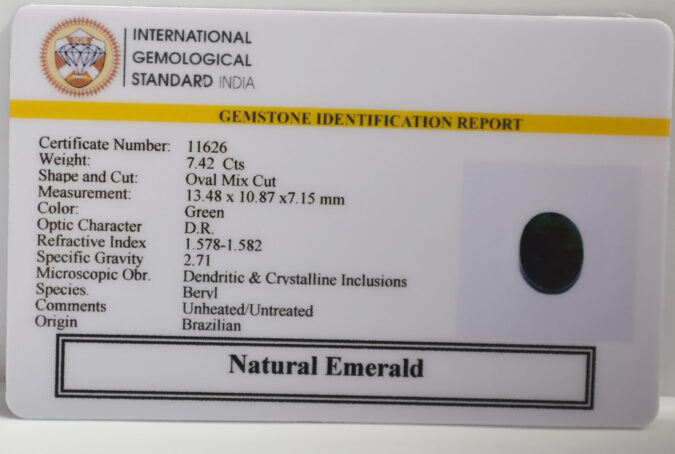 IGS
INTERNATIONAL
GEMOLOGICAL
STANDARD INDIA
GEMSTONE IDENTIFICATION REPORT
Certificate Number: 11626
Weight: 7.42 Cts
Shape and Cut: Oval Mix Cut
Measurement: 13.48 x 10.87 x7.15 mm
Color: Green
Optic Character D.R.
Refractive Index 1.578-1.582
Specific Gravity 2.71
Microscopic Obr. Dendritic & Crystalline Inclusions
Species. Beryl
Comments Unheated/Untreated
Origin Brazilian
Natural Emerald